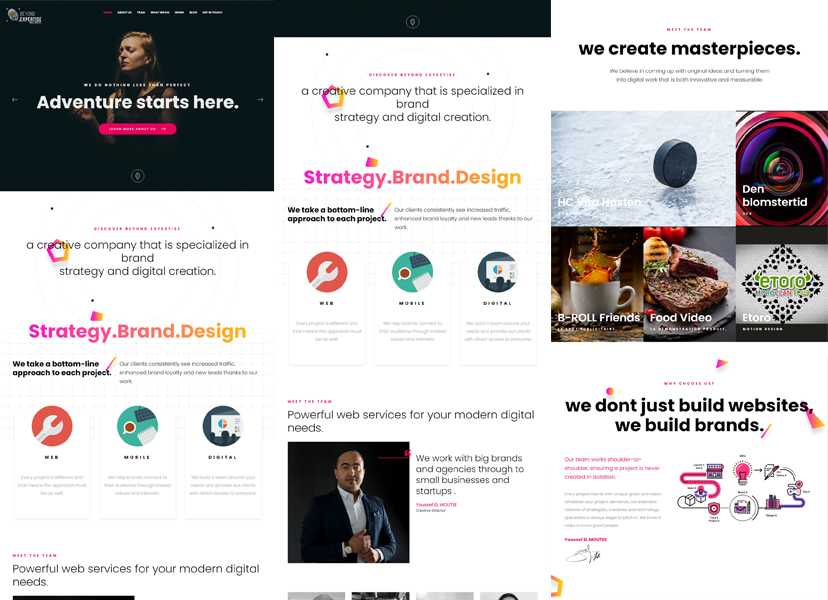 BEYOND
EXPERTISE
HOME ABOUT US TEAM WHAT WE DO WORK BLOG GET IN TOUCH
WE DO NOTHING LESS THAN PERFECT
Adventure starts here.
LEARN MORE ABOUT US
DISCOVER BEYOND EXPERTISE
a creative company that is specialized in
brand
strategy and digital creation.
Strategy.Brand.Design
We take a bottom-line
approach to each project.
Our clients consistently see increased traffic,
enhanced brand loyalty and new leads thanks to our
work.
WEB
MOBILE
DIGITAL
Every project is different and
that means the approach must
be as well.
We help brands connect to
their audience through shared
values and interests.
We build a team around your
needs and provide our clients
with direct access to everyone.
MEET THE TEAM
Powerful web services for your modern digital
needs.
DISCOVER BEYOND EXPERTISE
a creative company that is specialized in
brand
strategy and digital creation.
Strategy.Brand.Design
We take a bottom-line
approach to each project.
Our clients consistently see increased traffic,
enhanced brand loyalty and new leads thanks to our
work.
WEB
MOBILE
DIGITAL
Every project is different and
that means the approach must
be as well.
We help brands connect to
their audience through shared
values and interests.
We build a team around your
needs and provide our clients
with direct access to everyone.
MEET THE TEAM
Powerful web services for your modern digital
needs.
We work with big brands
and agencies through to
small businesses and
startups .
Youssef EL MOUTEE
Creative Director
MEET THE TEAM
we create masterpieces.
We believe in coming up with original ideas and turning them
into digital work that is both innovative and measurable.
HC Vita Hästen
Den
blomstertid
VFX
B-ROLL Friends
LE SPOT PUBLICITAIRE
Food Video
LA DÉMONSTRATION PRODUIT.
etoro
Etoro
MOTION DESIGN
WHY CHOOSE US?
we dont just build websites,
we build brands.
Our team works shoulder-to-
shoulder, ensuring a project is never
created in isolation.
Every project has its own unique goals and vision.
Whatever your project demands, our extended
network of strategists, creatives and technology
specialists is always eager to pitch in. We know it
helps to know good people.
Youssef EL MOUTEE